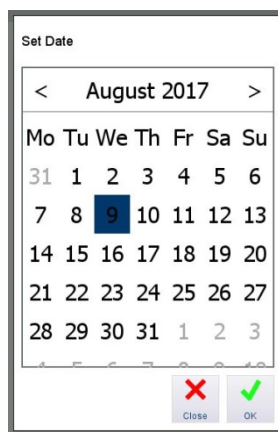 Set Date
< August 2017 >
Mo Tu We Th Fr Sa Su
31 1 2 3 4 5 6
7 8 9 10 11 12 13
14 15 16 17 18 19 20
21 22 23 24 25 26 27
28 29 30 31 1 2 3
Close OK